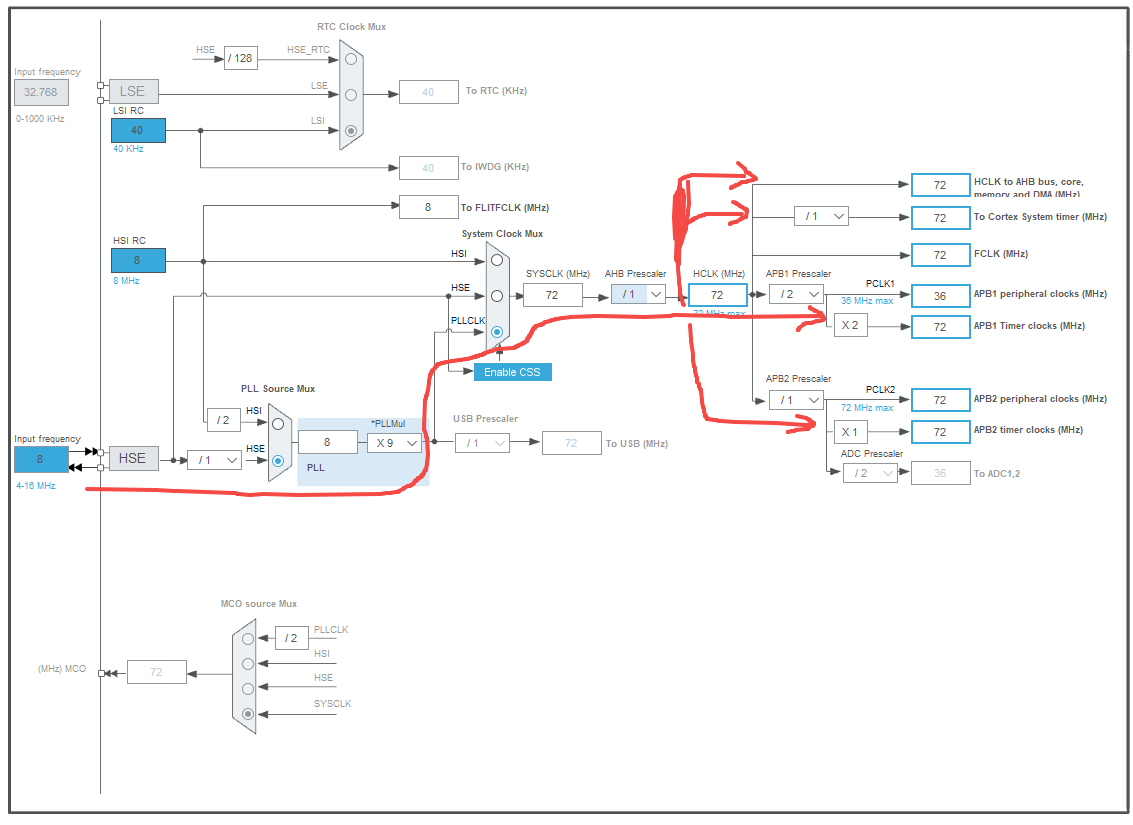 RTC Clock Mux
HSE
/ 128
HSE_RTC
Input frequency
32.768
0-1000 KHz
LSE
LSE
40
To RTC (KHz)
LSI RC
40
40 KHz
LSI
40
To IWDG (KHz)
8
To FLITFCLK (MHz)
System Clock Mux
HSI RC
8
8 MHz
HSI
HSE
PLLCLK
SYSCLK (MHz)
72
AHB Prescaler
/ 1
HCLK (MHz)
72
72 MHz max
72
HCLK to AHB bus, core,
memory and DMA (MHz)
/ 1
72
To Cortex System timer (MHz)
72
FCLK (MHz)
APB1 Prescaler
/ 2
PCLK1
36 MHz max
36
APB1 peripheral clocks (MHz)
X 2
72
APB1 Timer clocks (MHz)
Enable CSS
APB2 Prescaler
/ 1
PCLK2
72 MHz max
72
APB2 peripheral clocks (MHz)
X 1
72
APB2 timer clocks (MHz)
ADC Prescaler
/ 2
36
To ADC1,2
PLL Source Mux
/ 2
HSI
HSE
Input frequency
8
4-16 MHz
HSE
/ 1
8
*PLLMul
X 9
PLL
USB Prescaler
/ 1
72
To USB (MHz)
MCO source Mux
/ 2
PLLCLK
HSI
HSE
SYSCLK
(MHz) MCO
72